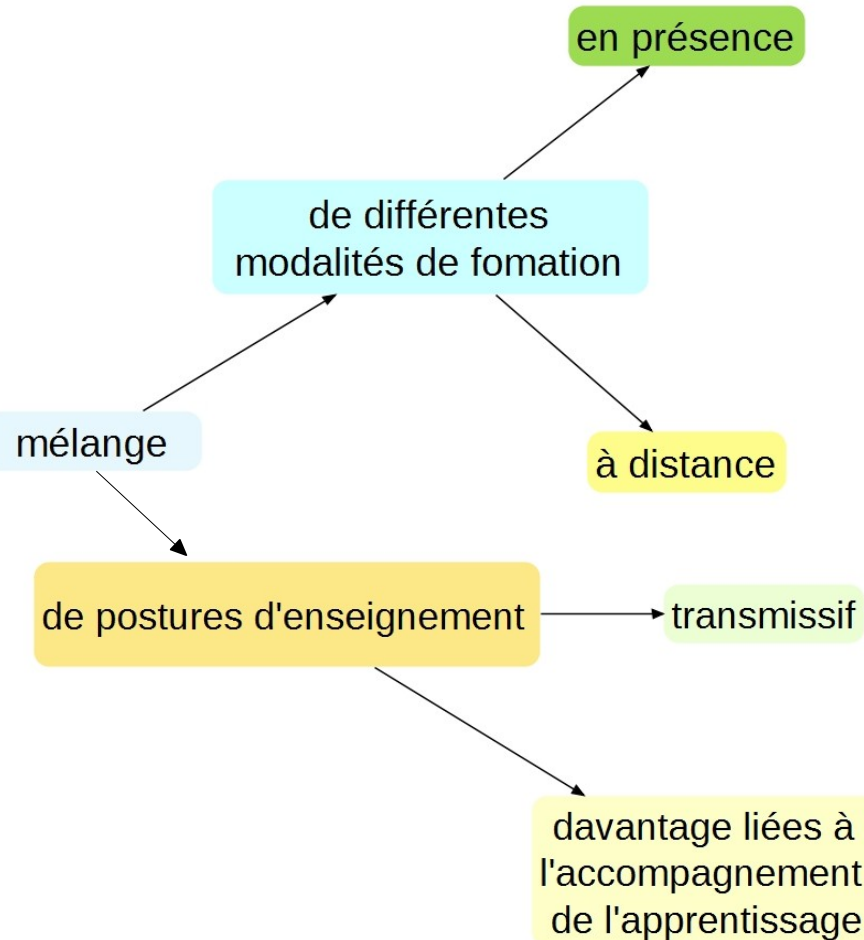 en présence
de différentes
modalités de fomation
mélange
à distance
de postures d'enseignement
transmissif
davantage liées à
l'accompagnement
de l'apprentissage